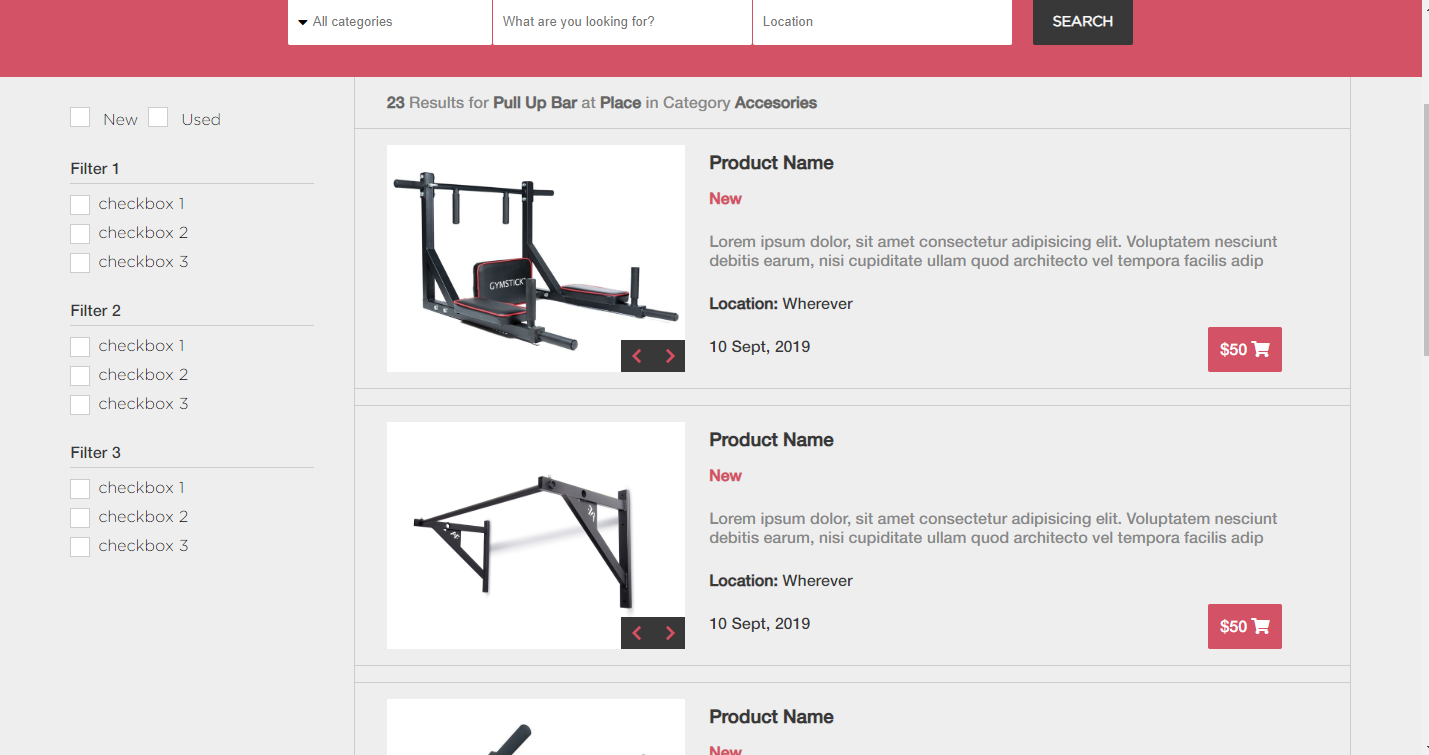 All categories
What are you looking for?
Location
SEARCH
New
Used
Filter 1
checkbox 1
checkbox 2
checkbox 3
Filter 2
checkbox 1
checkbox 2
checkbox 3
Filter 3
checkbox 1
checkbox 2
checkbox 3
23 Results for Pull Up Bar at Place in Category Accesories
GYMSTICK
Product Name
New
Lorem ipsum dolor, sit amet consectetur adipisicing elit. Voluptatem nesciunt
debitis earum, nisi cupiditate ullam quod architecto vel tempora facilis adip
Location: Wherever
10 Sept, 2019
$50
Product Name
New
Lorem ipsum dolor, sit amet consectetur adipisicing elit. Voluptatem nesciunt
debitis earum, nisi cupiditate ullam quod architecto vel tempora facilis adip
Location: Wherever
10 Sept, 2019
$50
Product Name
New